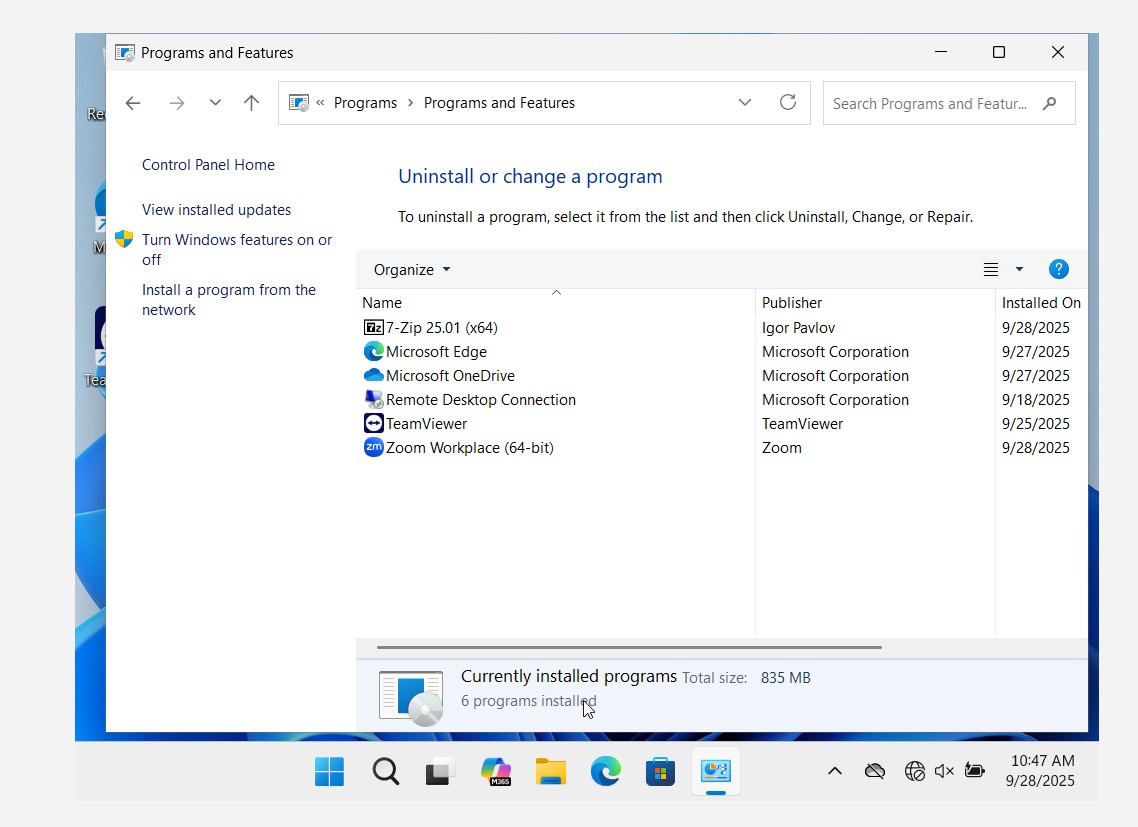 Programs and Features
« Programs > Programs and Features
Search Programs and Featur...
Control Panel Home
View installed updates
Turn Windows features on or
off
Install a program from the
network
Uninstall or change a program
To uninstall a program, select it from the list and then click Uninstall, Change, or Repair.
Organize
?
Name Publisher Installed On
7z 7-Zip 25.01 (x64) Igor Pavlov 9/28/2025
Microsoft Edge Microsoft Corporation 9/27/2025
Microsoft OneDrive Microsoft Corporation 9/27/2025
Remote Desktop Connection Microsoft Corporation 9/18/2025
TeamViewer TeamViewer 9/25/2025
zm Zoom Workplace (64-bit) Zoom 9/28/2025
Currently installed programs Total size: 835 MB
6 programs installed
Rec
M
Tea
M365
10:47 AM
9/28/2025